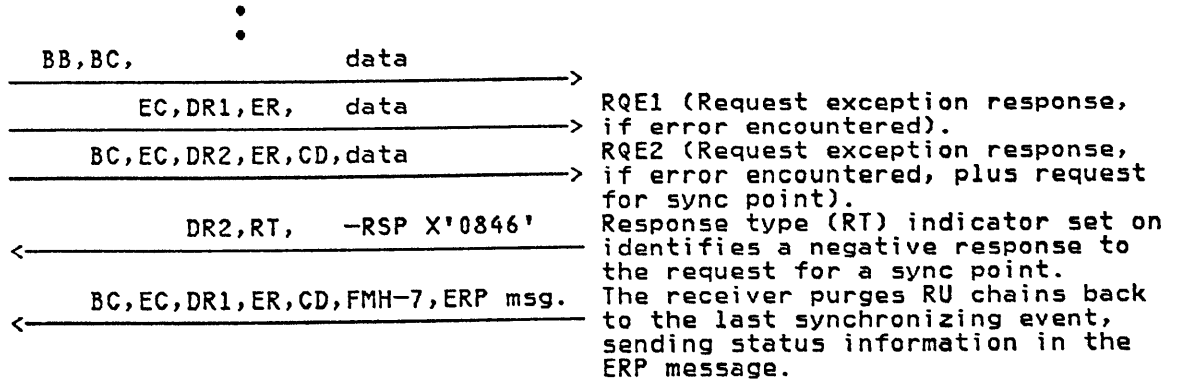 BB,BC, data
EC,DR1,ER, data
RQE1 (Request exception response,
if error encountered).
BC,EC,DR2,ER,CD,data
RQE2 (Request exception response,
if error encountered, plus request
for sync point).
DR2,RT, -RSP X'0846'
Response type (RT) indicator set on
identifies a negative response to
the request for a sync point.
BC,EC,DR1,ER,CD,FMH-7,ERP msg.
The receiver purges RU chains back
to the last synchronizing event,
sending status information in the
ERP message.